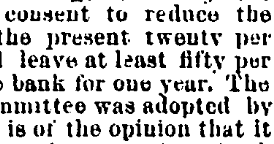 consent to reduce the
the present twenty per
leave at least fifty per
bank for one year. The
mmittee was adopted by
is of the opinion that it